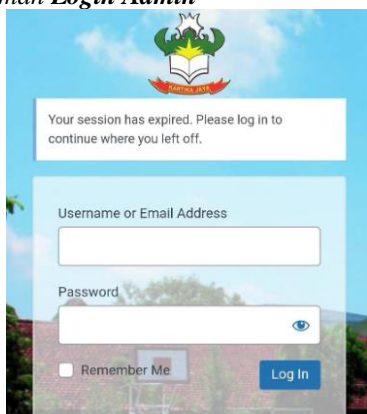 Login Admin
KARTIKA JAYA
Your session has expired. Please log in to
continue where you left off.
Username or Email Address
Password
Remember Me
Log In